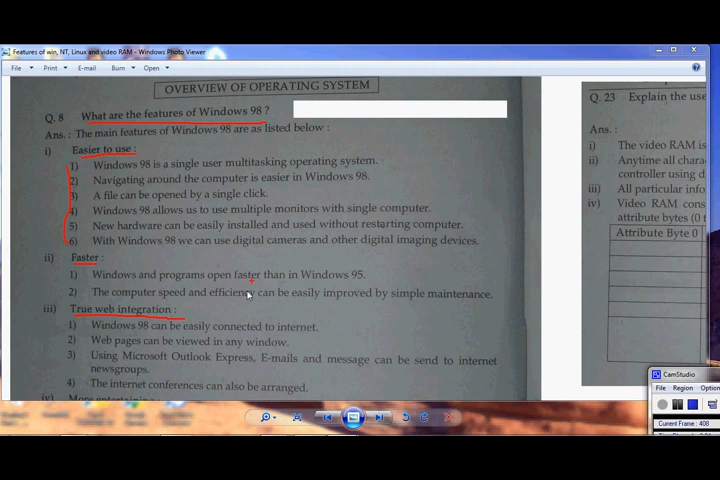 Features of win, NT, Linux and video RAM - Windows Photo Viewer
File Print E-mail Burn Open
OVERVIEW OF OPERATING SYSTEM
Q. 8 What are the features of Windows 98 ?
Ans. : The main features of Windows 98 are as listed below :
i) Easier to use :
1) Windows 98 is a single user multitasking operating system.
2) Navigating around the computer is easier in Windows 98.
3) A file can be opened by a single click.
4) Windows 98 allows us to use multiple monitors with single computer.
5) New hardware can be easily installed and used without restarting computer.
6) With Windows 98 we can use digital cameras and other digital imaging devices.
ii) Faster :
1) Windows and programs open faster than in Windows 95.
2) The computer speed and efficiency can be easily improved by simple maintenance.
iii) True web integration :
1) Windows 98 can be easily connected to internet.
2) Web pages can be viewed in any window.
3) Using Microsoft Outlook Express, E-mails and message can be send to internet
newsgroups.
4) The internet conferences can also be arranged.
iv) More entertaining :
Q. 23 Explain the use
Ans. :
i) The video RAM is
ii) Anytime all chara
controller using d
iii) All particular info
iv) Video RAM cons
attribute bytes (0 t
Attribute Byte 0
CamStudio
File Region Option
Current Frame : 408